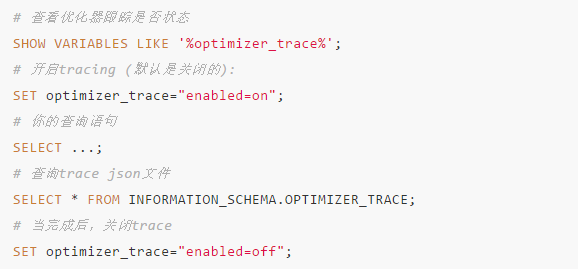 # 查看优化器跟踪是否状态
SHOW VARIABLES LIKE '%optimizer_trace%';
# 开启tracing (默认是关闭的):
SET optimizer_trace="enabled=on";
# 你的查询语句
SELECT ...;
# 查询trace json文件
SELECT * FROM INFORMATION_SCHEMA.OPTIMIZER_TRACE;
# 当完成后，关闭trace
SET optimizer_trace="enabled=off";